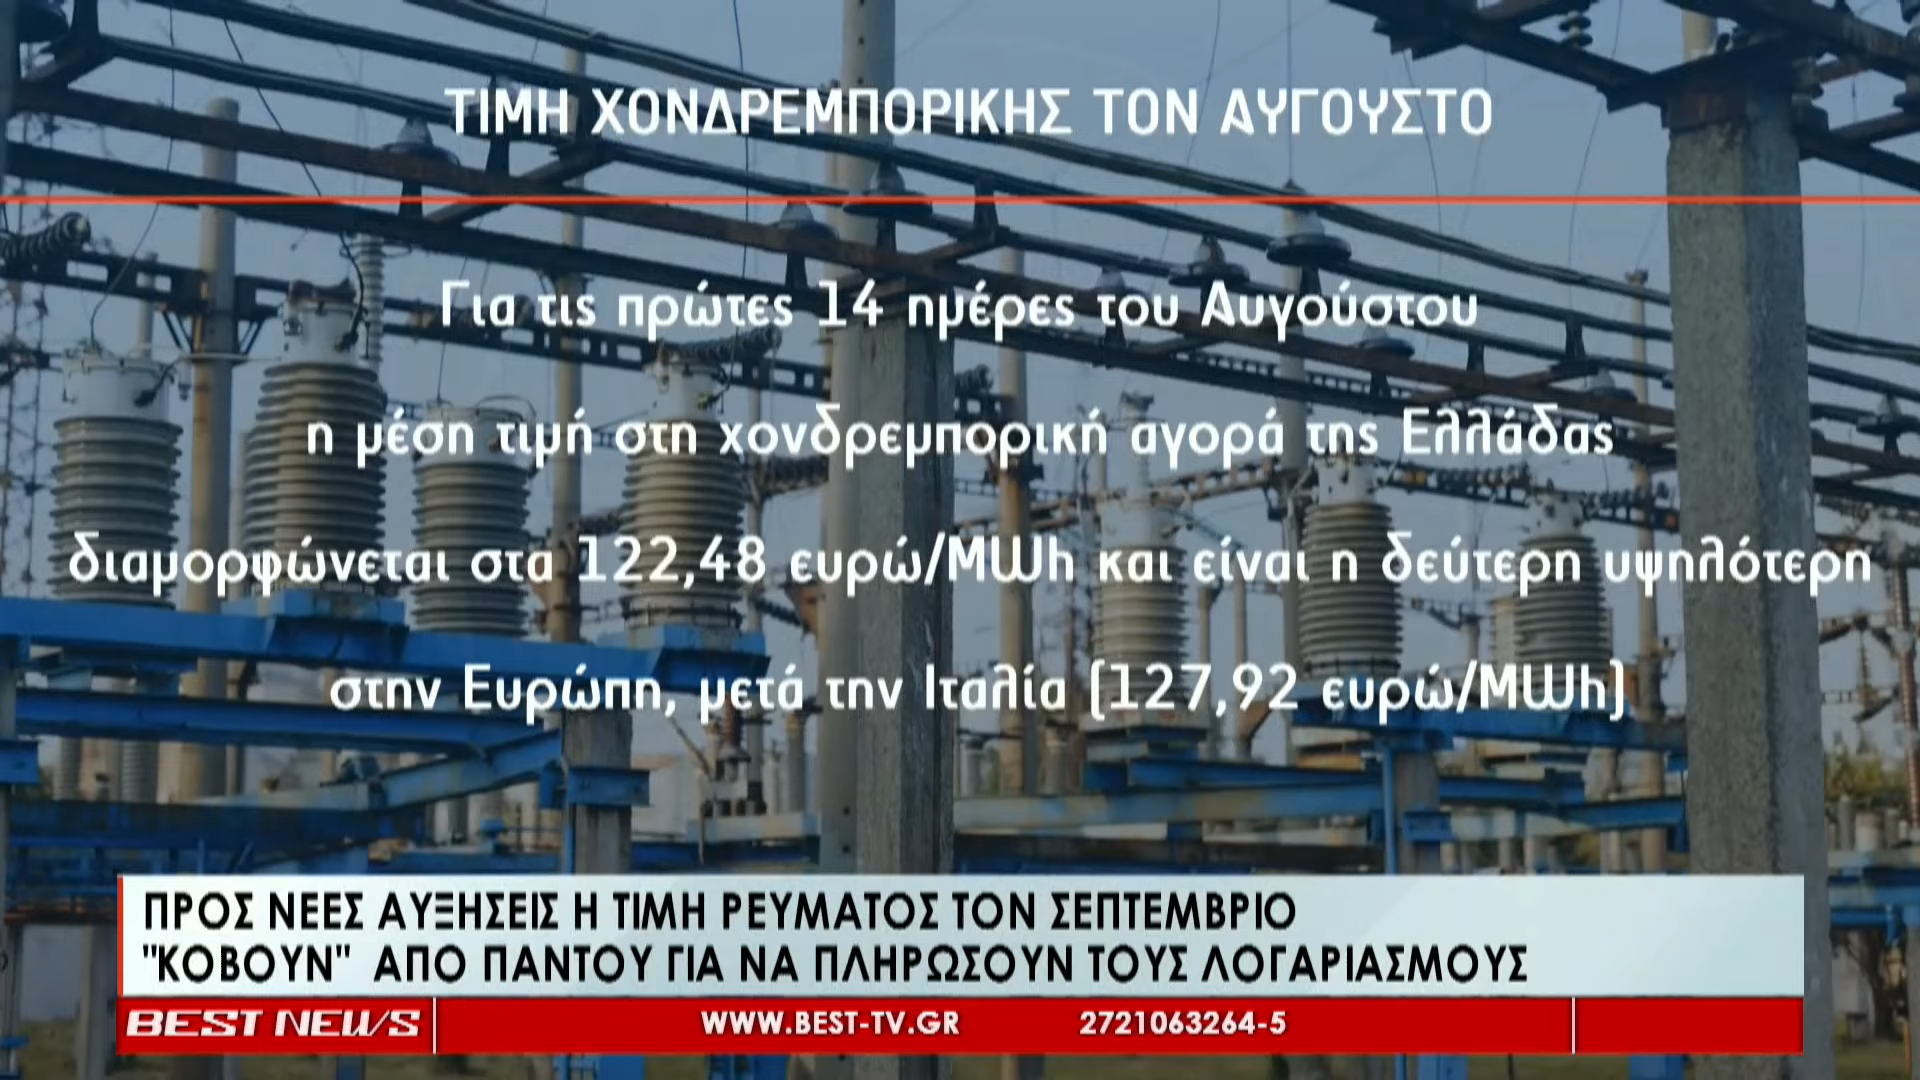 ΤΙΜΗ ΧΟΝΔΡΕΜΠΟΡΙΚΗΣ ΤΟΝ ΑΥΓΟΥΣΤΟ
Για τις πρώτες 14 ημέρες του Αυγούστου
η μέση τιμή στη χονδρεμπορική αγορά της Ελλάδας
διαμορφώνεται στα 122,48 ευρώ/MWh και είναι η δεύτερη υψηλότερη
στην Ευρώπη, μετά την Ιταλία (127,92 ευρώ/MWh)
ΠΡΟΣ ΝΕΕΣ ΑΥΞΗΣΕΙΣ Η ΤΙΜΗ ΡΕΥΜΑΤΟΣ ΤΟΝ ΣΕΠΤΕΜΒΡΙΟ
"ΚΟΒΟΥΝ" ΑΠΟ ΠΑΝΤΟΥ ΓΙΑ ΝΑ ΠΛΗΡΩΣΟΥΝ ΤΟΥΣ ΛΟΓΑΡΙΑΣΜΟΥΣ
BEST NEWS WWW.BEST-TV.GR 2721063264-5